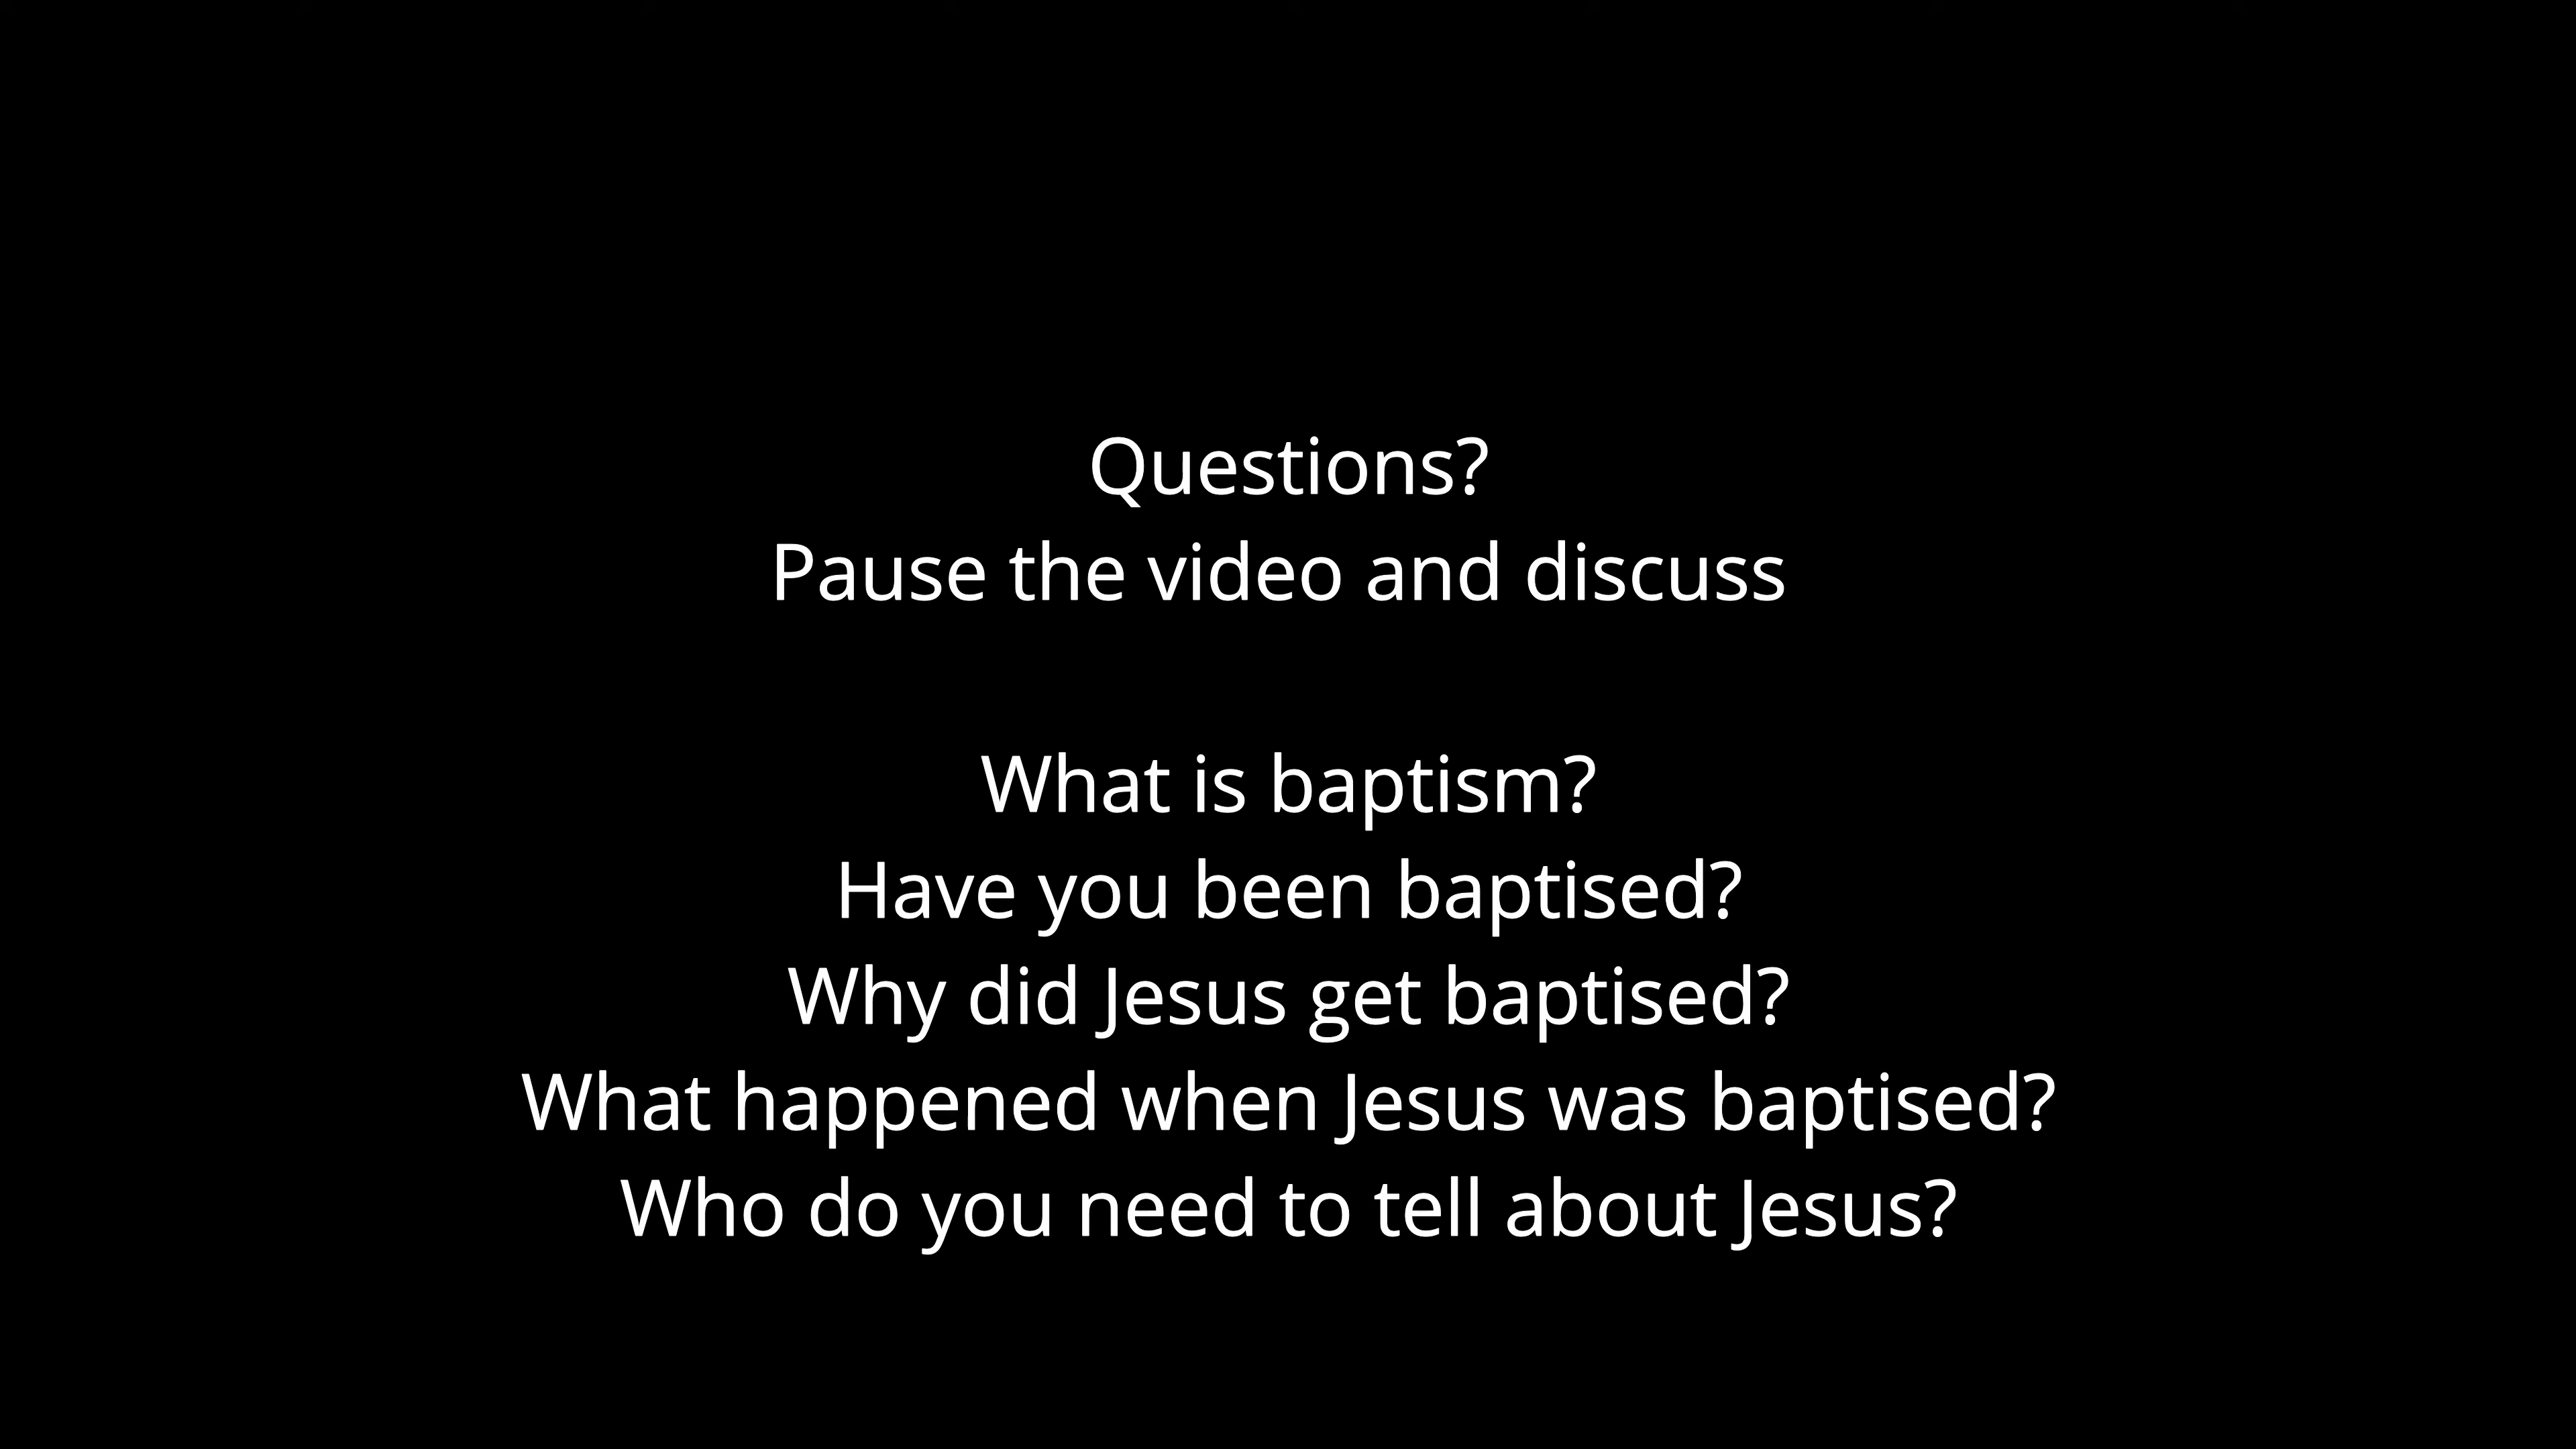 Questions?
Pause the video and discuss
What is baptism?
Have you been baptised?
Why did Jesus get baptised?
What happened when Jesus was baptised?
Who do you need to tell about Jesus?